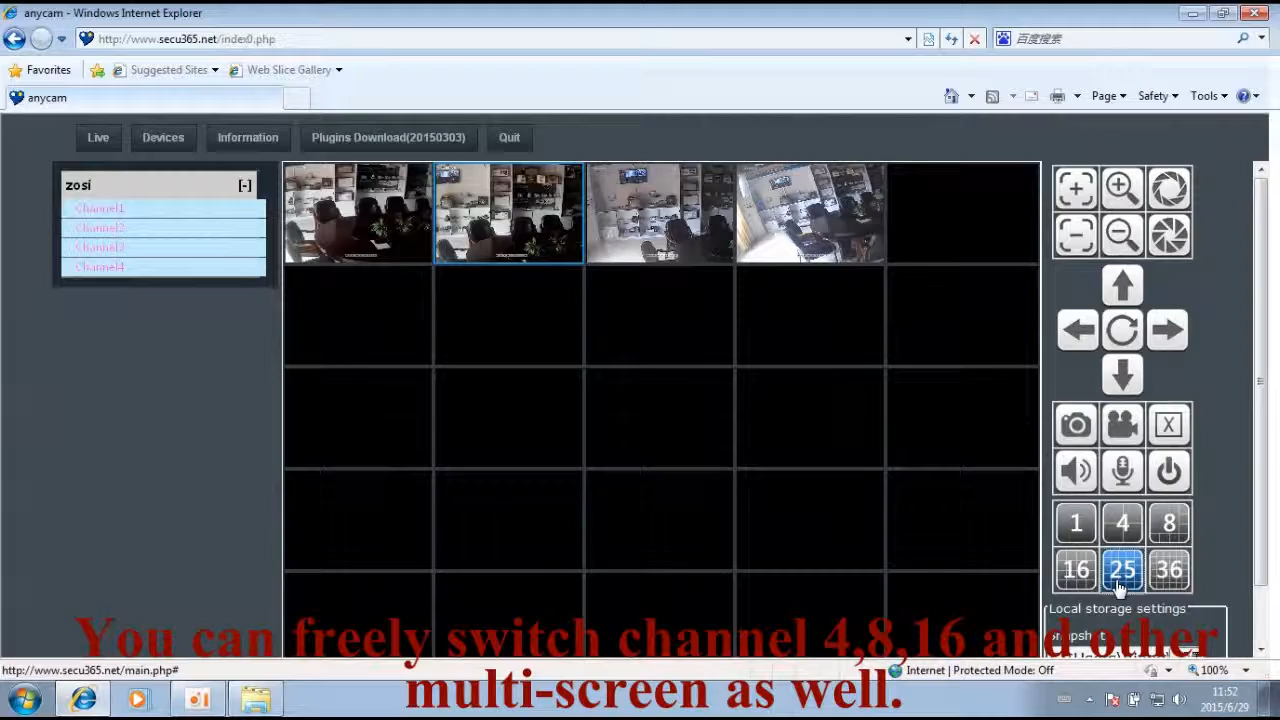 anycam - Windows Internet Explorer
http://www.secu365.net/index0.php
百度搜索
Favorites
Suggested Sites
Web Slice Gallery
anycam
Page
Safety
Tools
Live
Devices
Information
Plugins Download(20150303)
Quit
zosi
[-]
Channel1
Channel2
Channel3
Channel4
X
1
4
8
16
25
36
Local storage settings
Snapshot
You can freely switch channel 4,8,16 and other
multi-screen as well.
http://www.secu365.net/main.php#
Internet | Protected Mode: Off
100%
11:52
2015/6/29